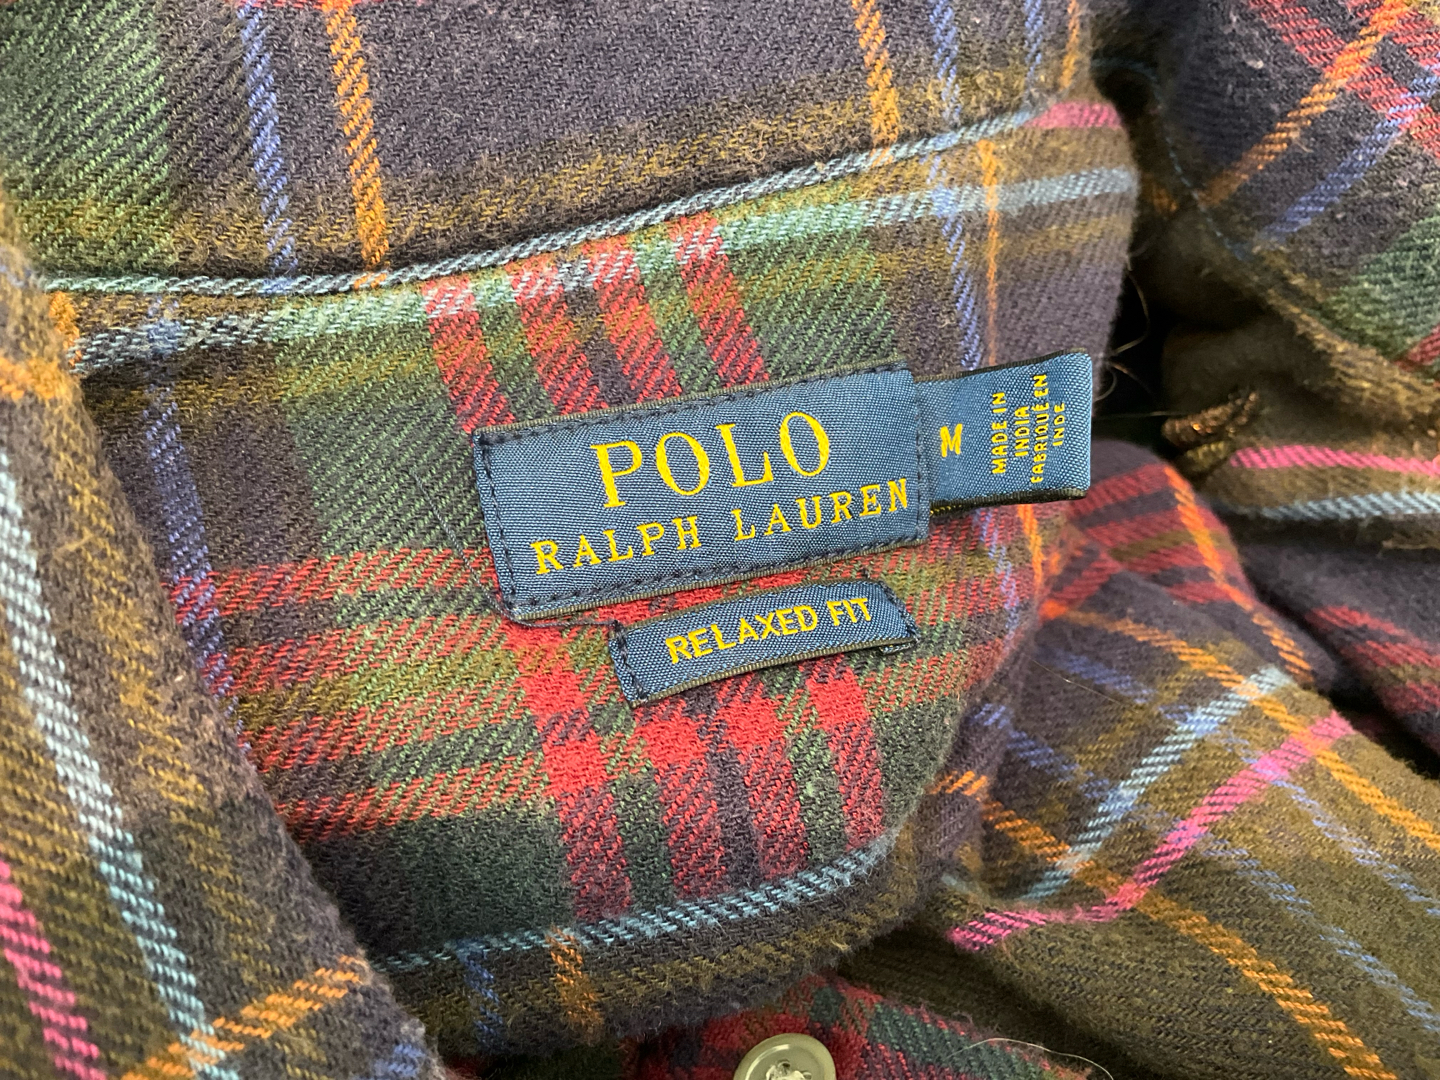 POLO
RALPH LAUREN
M
MADE IN
INDIA
FABRIQUÉ EN
INDE
RELAXED FIT